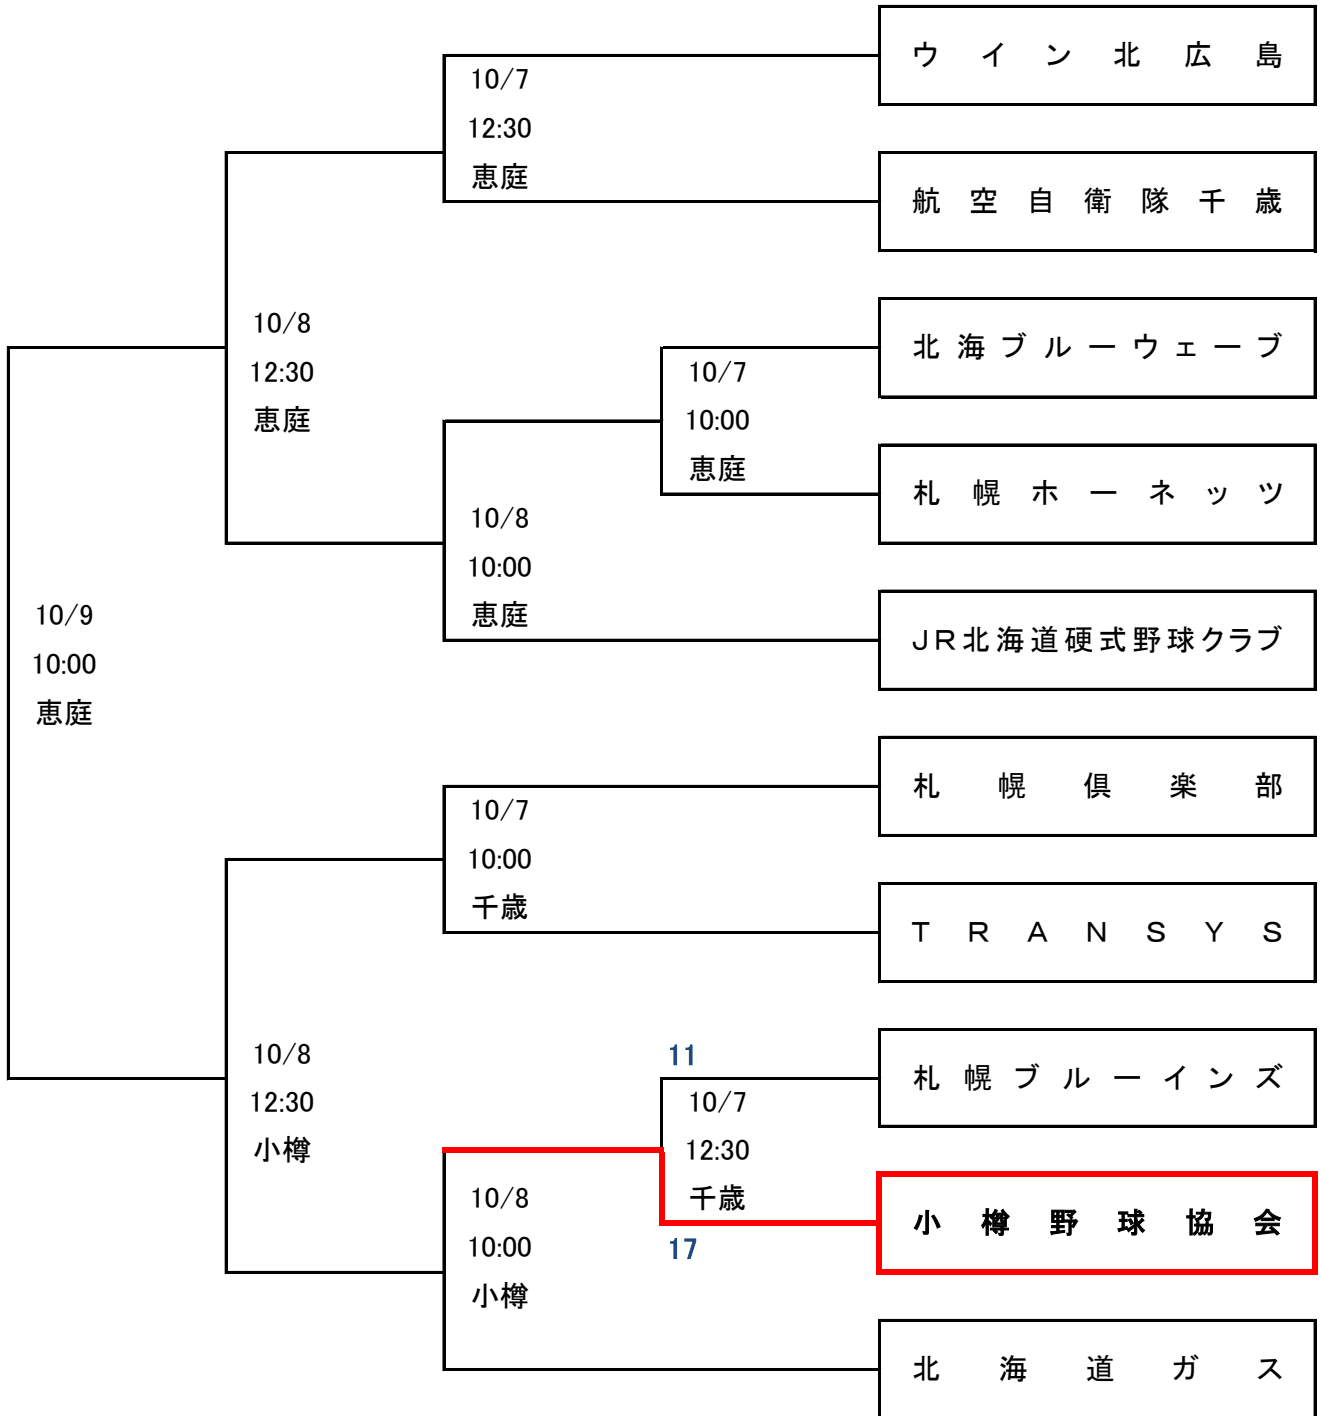 ウイン北広島
10/7
12:30
恵庭
航空自衛隊千歳
10/8
12:30
恵庭
北海ブルーウェーブ
10/7
10:00
恵庭
札幌ホーネッツ
10/8
10:00
恵庭
JR北海道硬式野球クラブ
10/9
10:00
恵庭
札幌倶楽部
10/7
10:00
千歳
TRANSYS
10/8
12:30
小樽
11
札幌ブルーインズ
10/7
12:30
千歳
小樽野球協会
17
10/8
10:00
小樽
北海道ガス